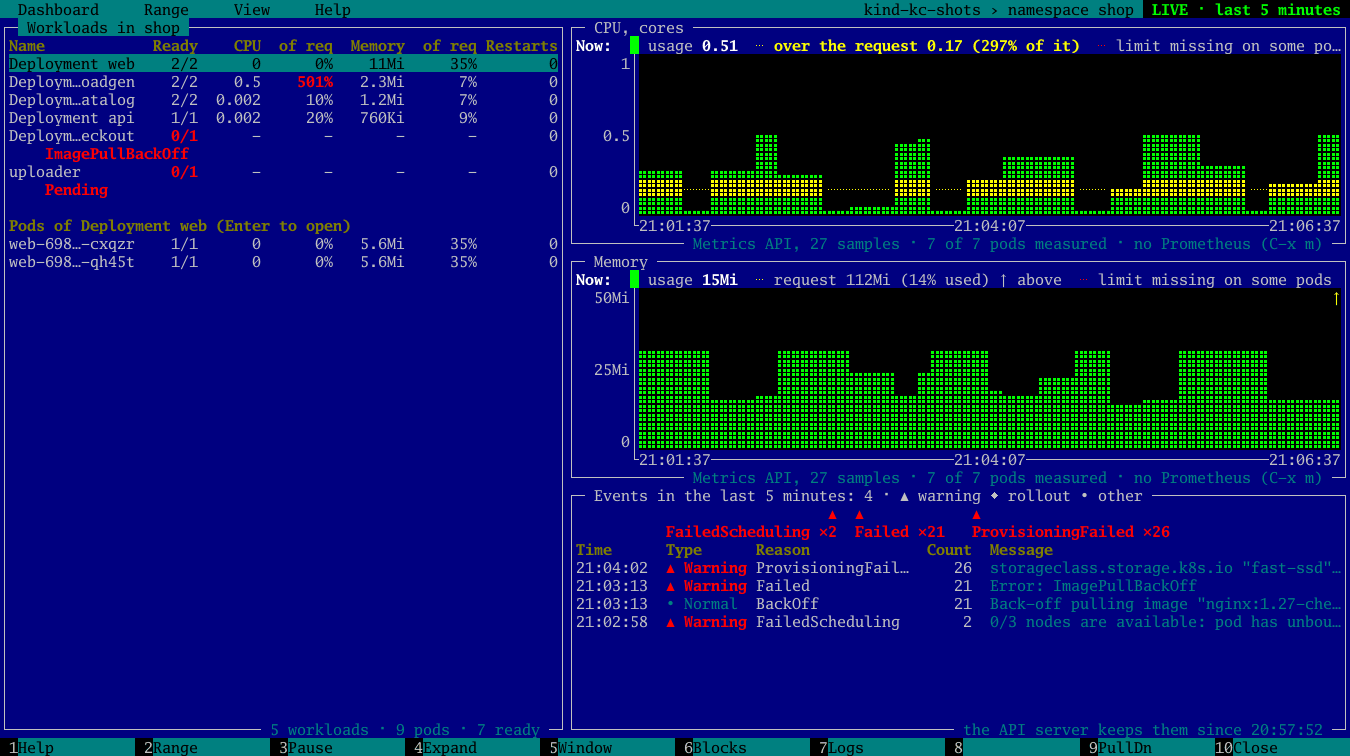 Dashboard Range View Help kind-kc-shots › namespace shop LIVE · last 5 minutes
Workloads in shop
Name Ready CPU of req Memory of req Restarts
Deployment web 2/2 0 0% 11Mi 35% 0
Deploym…oadgen 2/2 0.5 501% 2.3Mi 7% 0
Deploym…atalog 2/2 0.002 10% 1.2Mi 7% 0
Deployment api 1/1 0.002 20% 760Ki 9% 0
Deploym…eckout 0/1 – – – – 0
ImagePullBackOff
uploader 0/1 – – – – 0
Pending
Pods of Deployment web (Enter to open)
web-698…-cxqzr 1/1 0 0% 5.6Mi 35% 0
web-698…-qh45t 1/1 0 0% 5.6Mi 35% 0
5 workloads · 9 pods · 7 ready
CPU, cores
Now: usage 0.51 ┄ over the request 0.17 (297% of it) ┄ limit missing on some po…
1
0.5
0
21:01:37 21:04:07 21:06:37
Metrics API, 27 samples · 7 of 7 pods measured · no Prometheus (C-x m)
Memory
Now: usage 15Mi ┄ request 112Mi (14% used) ↑ above ┄ limit missing on some pods
50Mi ↑
25Mi
0
21:01:37 21:04:07 21:06:37
Metrics API, 27 samples · 7 of 7 pods measured · no Prometheus (C-x m)
Events in the last 5 minutes: 4 · ▲ warning ◆ rollout • other
▲ ▲ ▲
FailedScheduling ×2 Failed ×21 ProvisioningFailed ×26
Time Type Reason Count Message
21:04:02 ▲ Warning ProvisioningFail… 26 storageclass.storage.k8s.io "fast-ssd"…
21:03:13 ▲ Warning Failed 21 Error: ImagePullBackOff
21:03:13 • Normal BackOff 21 Back-off pulling image "nginx:1.27-che…
21:02:58 ▲ Warning FailedScheduling 2 0/3 nodes are available: pod has unbou…
the API server keeps them since 20:57:52
1Help 2Range 3Pause 4Expand 5Window 6Blocks 7Logs 8 9PullDn 10Close